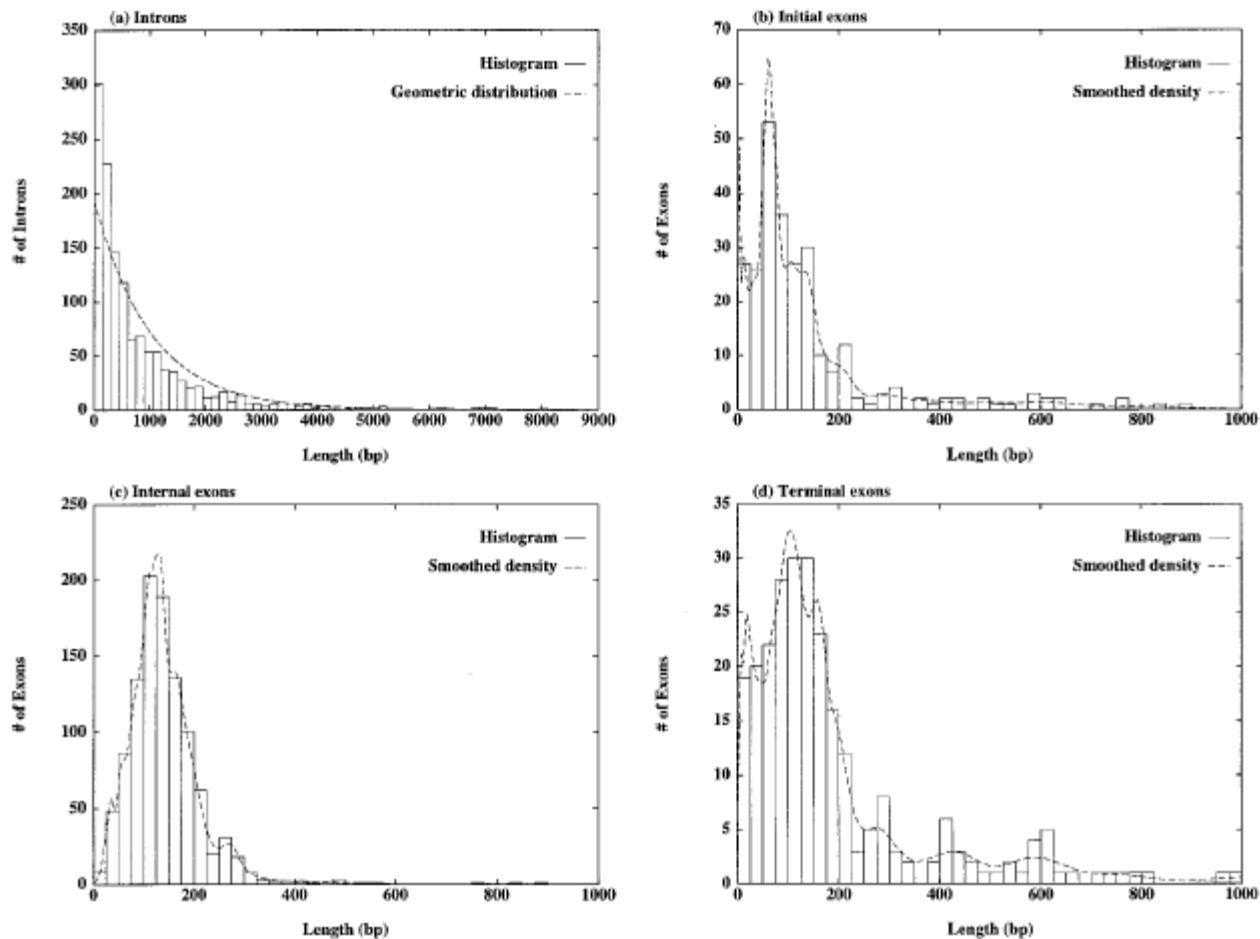 (a) Introns
350
300
250
200
150
100
50
0
# of Introns
Histogram
Geometric distribution
0 1000 2000 3000 4000 5000 6000 7000 8000 9000
Length (bp)
(b) Initial exons
70
60
50
40
30
20
10
0
# of Exons
Histogram
Smoothed density
0 200 400 600 800 1000
Length (bp)
(c) Internal exons
250
200
150
100
50
0
# of Exons
Histogram
Smoothed density
0 200 400 600 800 1000
Length (bp)
(d) Terminal exons
35
30
25
20
15
10
5
0
# of Exons
Histogram
Smoothed density
0 200 400 600 800 1000
Length (bp)